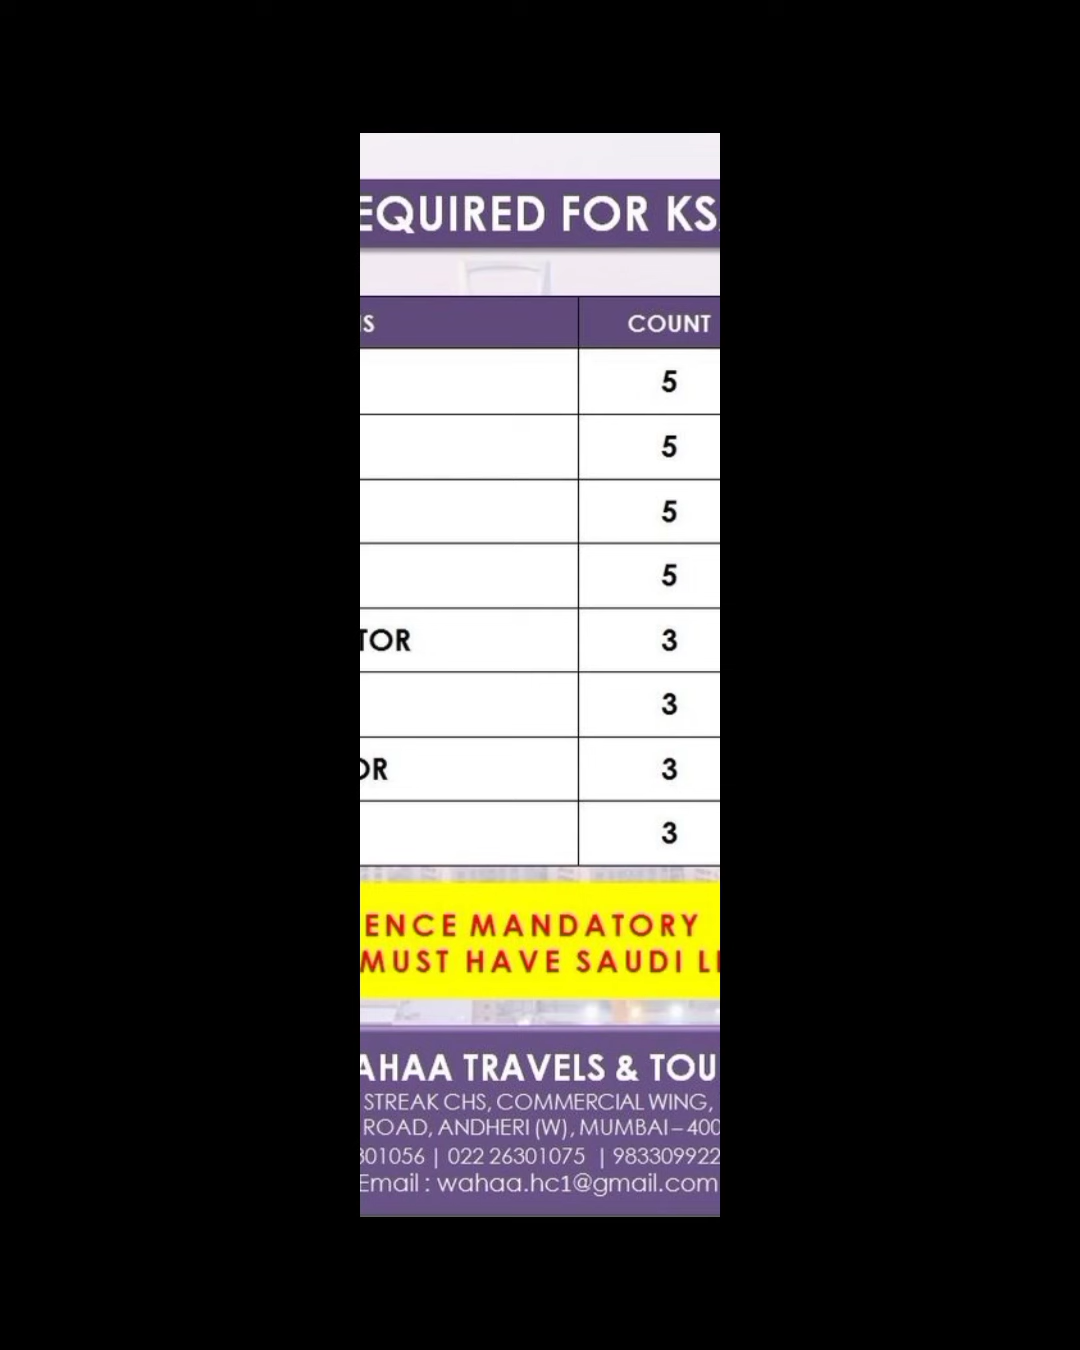 EQUIRED FOR KS
S COUNT
5
5
5
5
TOR 3
3
OR 3
3
ENCE MANDATORY
MUST HAVE SAUDI LI
AHAA TRAVELS & TOU
STREAK CHS, COMMERCIAL WING,
ROAD, ANDHERI (W), MUMBAI – 400
301056 | 022 26301075 | 983309922
Email : wahaa.hc1@gmail.com